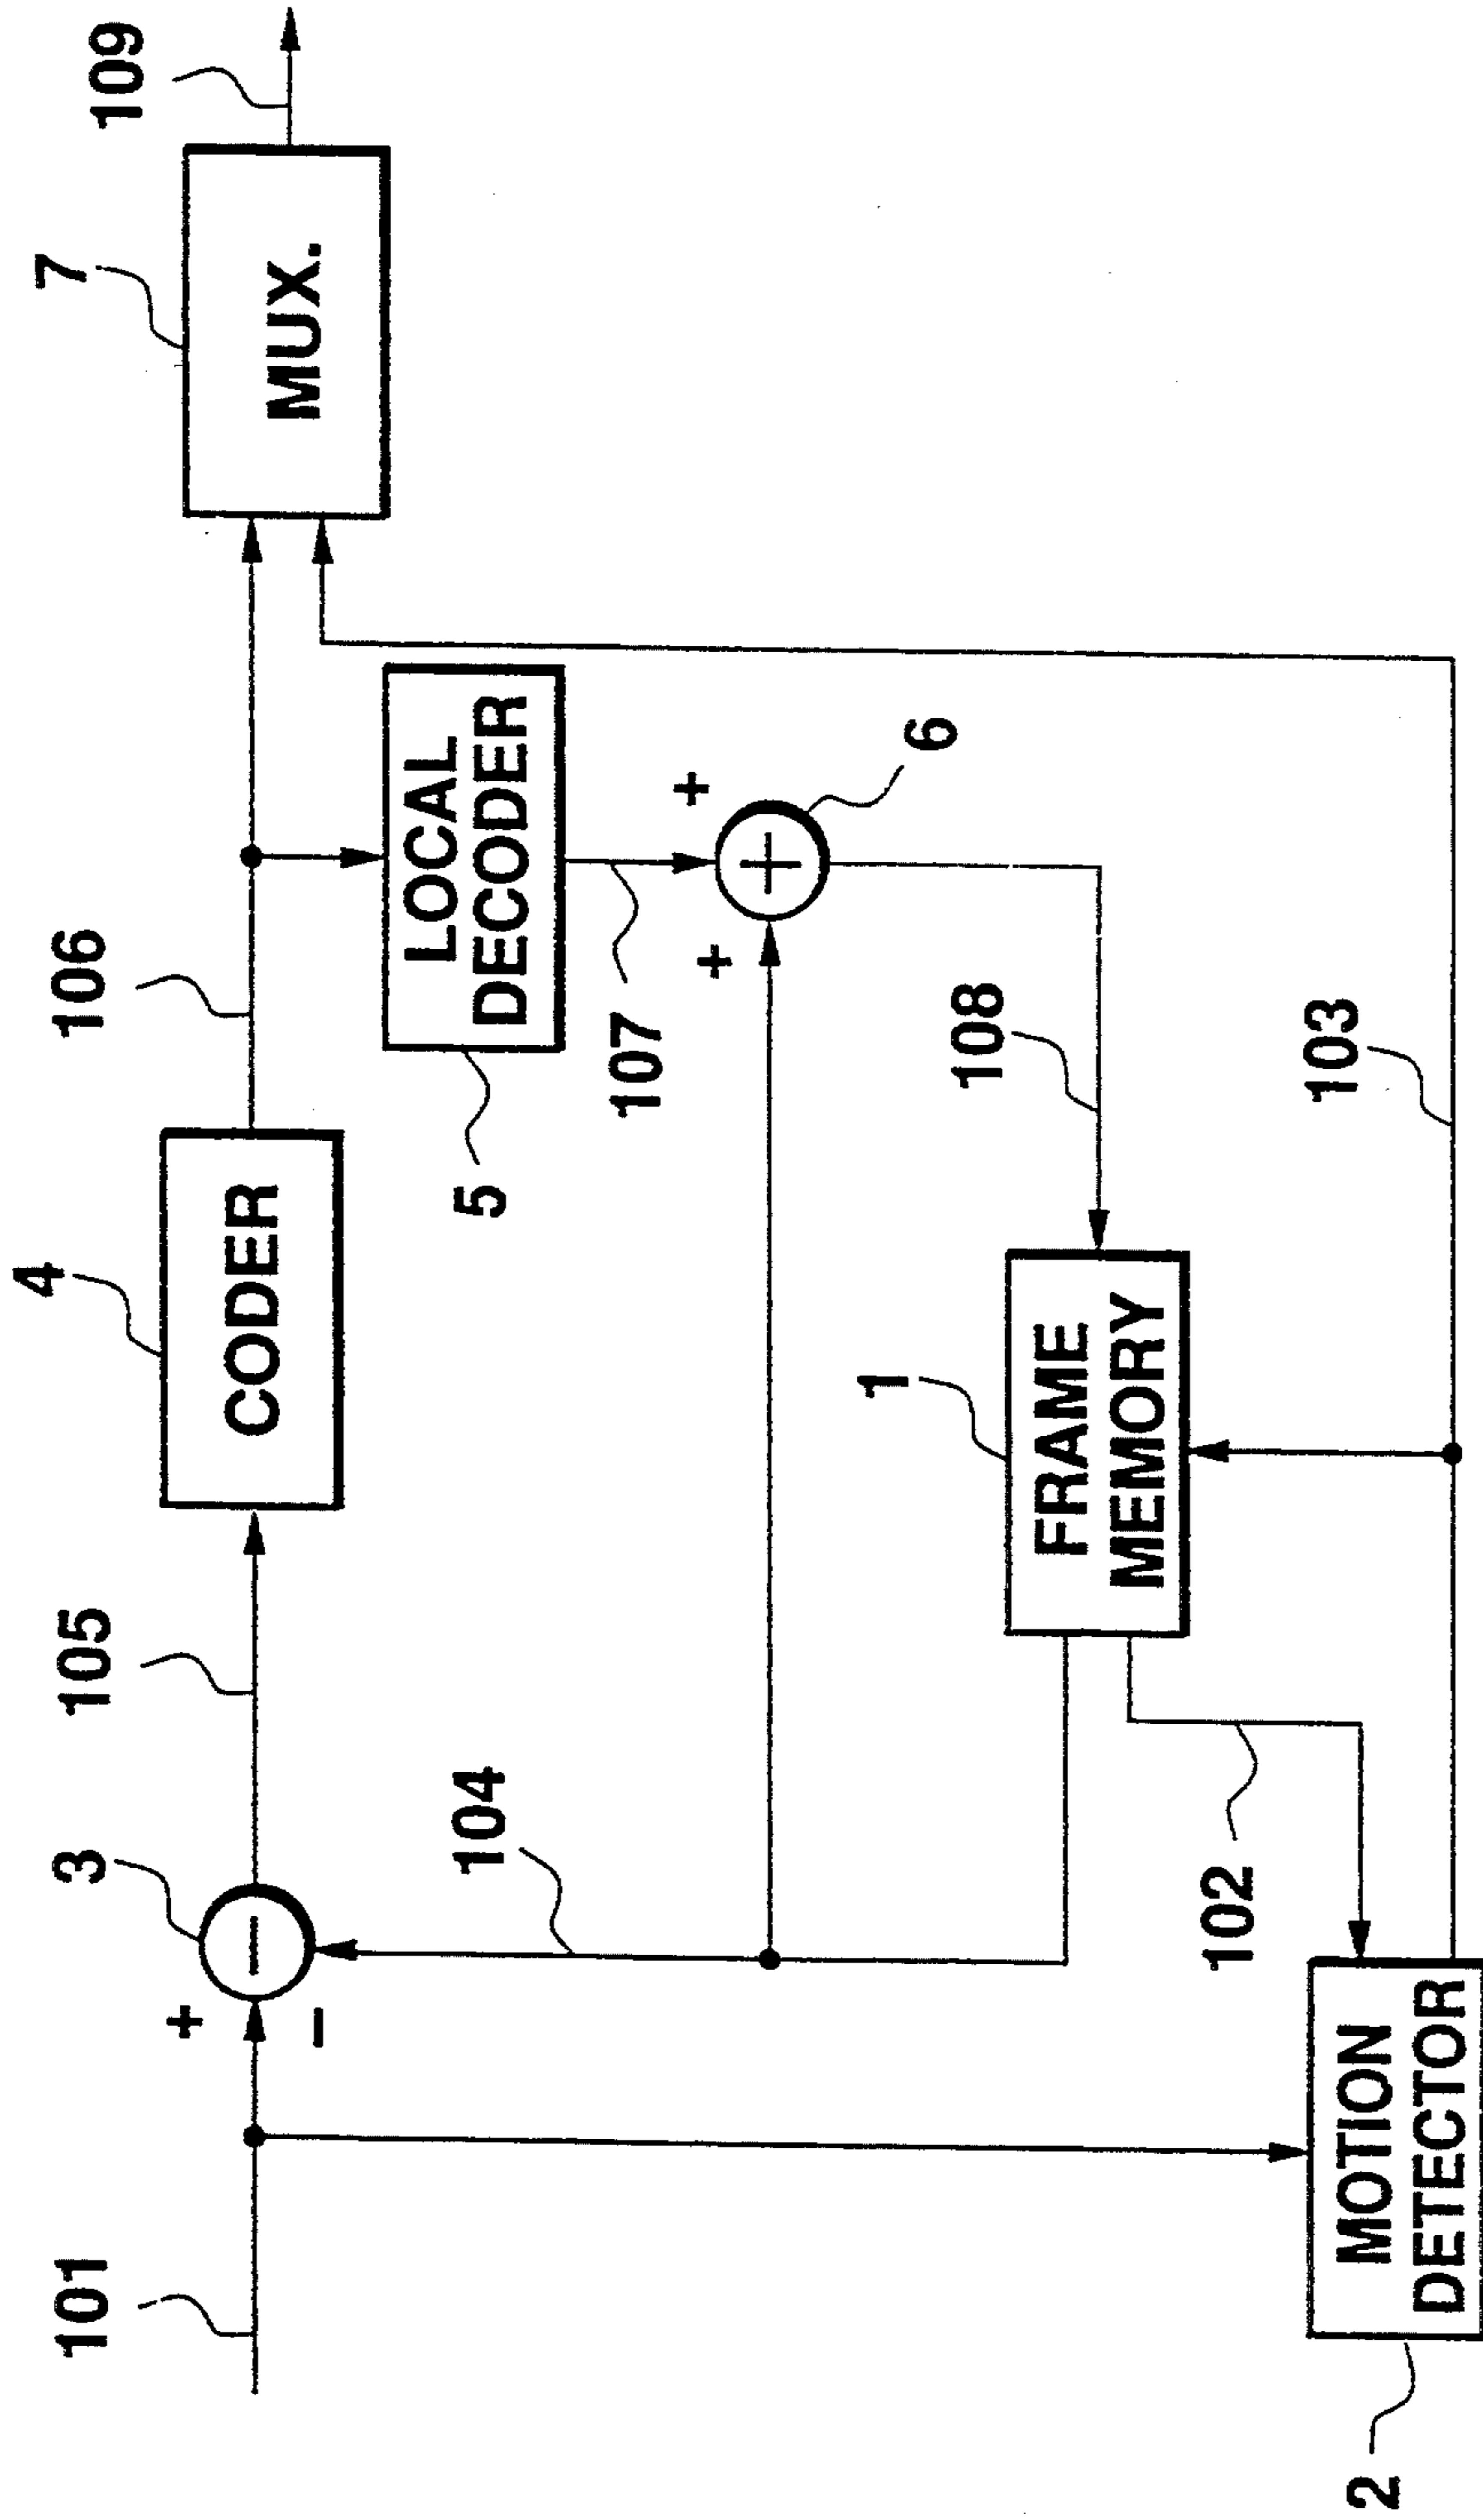 101
+
−
3
105
4
CODER
106
7
MUX.
109
104
5
LOCAL
DECODER
107
+
+
6
1
FRAME
MEMORY
108
102
2
MOTION
DETECTOR
103